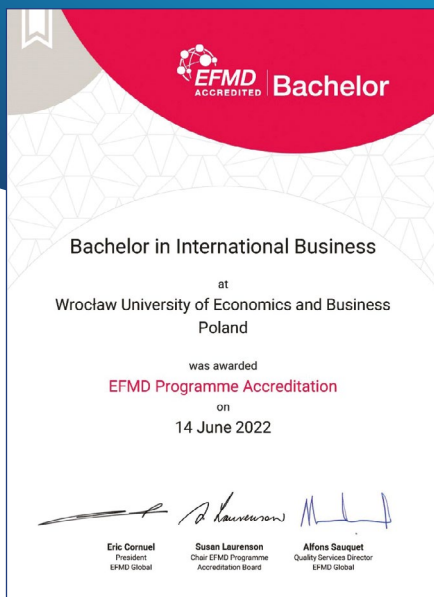 EFMD
ACCREDITED
Bachelor
Bachelor in International Business
at
Wrocław University of Economics and Business
Poland
was awarded
EFMD Programme Accreditation
on
14 June 2022
Eric Cornuel
President
EFMD Global
Susan Laurenson
Chair EFMD Programme
Accreditation Board
Alfons Sauquet
Quality Services Director
EFMD Global